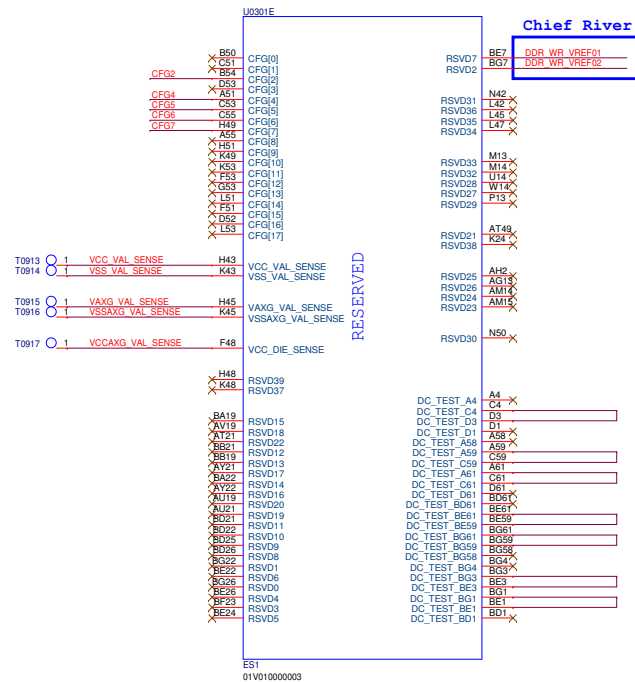 U0301E
Chief River
B50 CFG[0]
C51 CFG[1]
CFG2 B54 CFG[2]
D53 CFG[3]
CFG4 A51 CFG[4]
CFG5 C53 CFG[5]
CFG6 C55 CFG[6]
CFG7 H49 CFG[7]
A55 CFG[8]
H51 CFG[9]
K49 CFG[10]
K53 CFG[11]
F53 CFG[12]
G53 CFG[13]
L51 CFG[14]
F51 CFG[15]
D52 CFG[16]
L53 CFG[17]
T0913 1 VCC_VAL_SENSE H43 VCC_VAL_SENSE
T0914 1 VSS_VAL_SENSE K43 VSS_VAL_SENSE
T0915 1 VAXG_VAL_SENSE H45 VAXG_VAL_SENSE
T0916 1 VSSAXG_VAL_SENSE K45 VSSAXG_VAL_SENSE
T0917 1 VCCAXG_VAL_SENSE F48 VCC_DIE_SENSE
H48 RSVD39
K48 RSVD37
BA19 RSVD15
AV19 RSVD18
AT21 RSVD22
BB21 RSVD12
BB19 RSVD13
AY21 RSVD17
BA22 RSVD14
AY22 RSVD16
AU19 RSVD20
AU21 RSVD19
BD21 RSVD11
BD22 RSVD10
BD25 RSVD9
BD26 RSVD8
BG22 RSVD1
BE22 RSVD6
BG26 RSVD0
BE26 RSVD4
BF23 RSVD3
BE24 RSVD5
RESERVED
RSVD7 BE7 DDR_WR_VREF01
RSVD2 BG7 DDR_WR_VREF02
RSVD31 N42
RSVD36 L42
RSVD35 L45
RSVD34 L47
RSVD33 M13
RSVD32 M14
RSVD28 U14
RSVD27 W14
RSVD29 P13
RSVD21 AT49
RSVD38 K24
RSVD25 AH2
RSVD26 AG13
RSVD24 AM14
RSVD23 AM15
RSVD30 N50
DC_TEST_A4 A4
DC_TEST_C4 C4
DC_TEST_D3 D3
DC_TEST_D1 D1
DC_TEST_A58 A58
DC_TEST_A59 A59
DC_TEST_C59 C59
DC_TEST_A61 A61
DC_TEST_C61 C61
DC_TEST_D61 D61
DC_TEST_BD61 BD61
DC_TEST_BE61 BE61
DC_TEST_BE59 BE59
DC_TEST_BG61 BG61
DC_TEST_BG59 BG59
DC_TEST_BG58 BG58
DC_TEST_BG4 BG4
DC_TEST_BG3 BG3
DC_TEST_BE3 BE3
DC_TEST_BG1 BG1
DC_TEST_BE1 BE1
DC_TEST_BD1 BD1
ES1
01V010000003